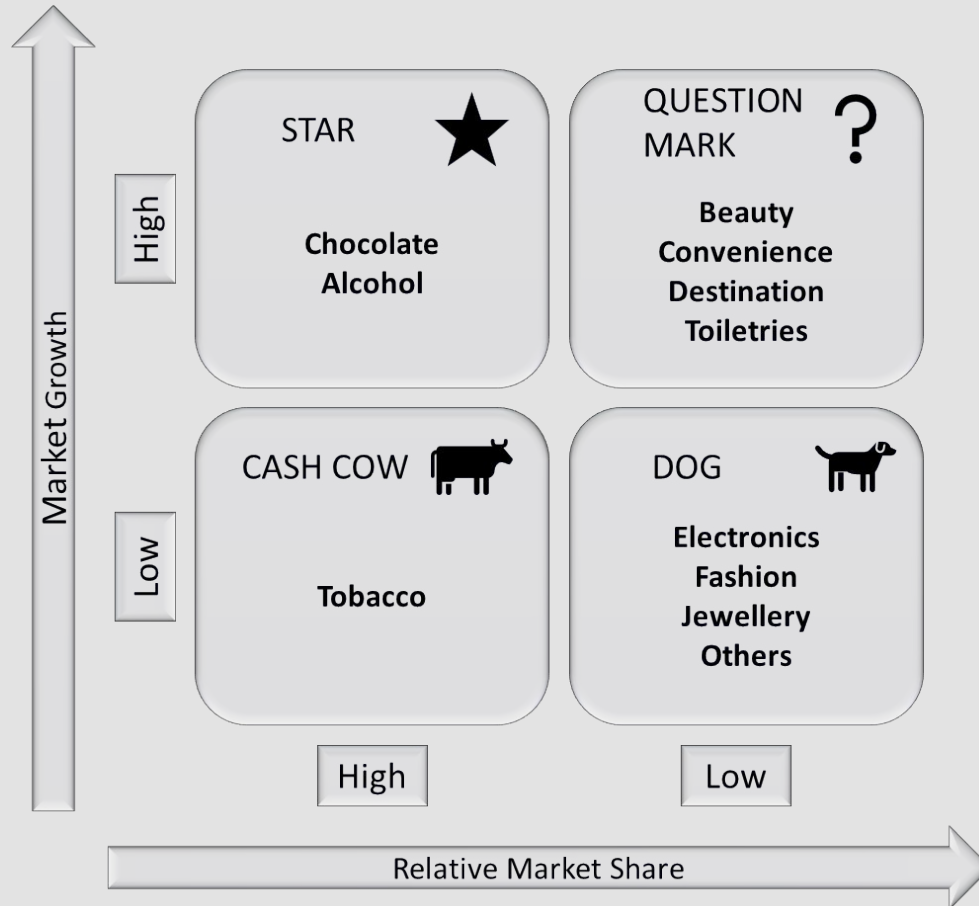 STAR
Chocolate
Alcohol
QUESTION
MARK
?
Beauty
Convenience
Destination
Toiletries
High
Market Growth
CASH COW
Tobacco
DOG
Electronics
Fashion
Jewellery
Others
Low
High
Low
Relative Market Share